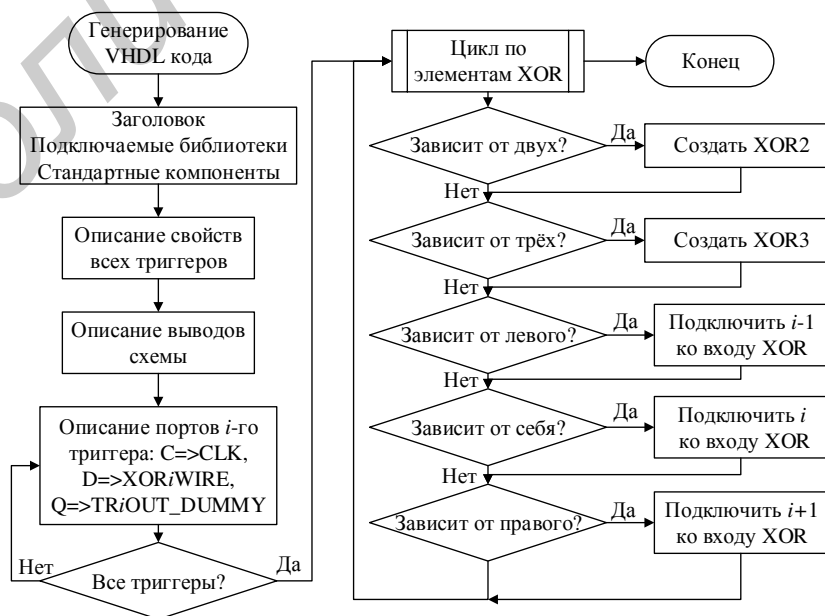 Генерирование
VHDL кода
Заголовок
Подключаемые библиотеки
Стандартные компоненты
Описание свойств
всех триггеров
Описание выводов
схемы
Описание портов i-го
триггера: C=>CLK,
D=>XORiWIRE,
Q=>TRiOUT_DUMMY
Нет
Все триггеры?
Да
Цикл по
элементам XOR
Конец
Зависит от двух?
Да
Создать XOR2
Нет
Зависит от трёх?
Да
Создать XOR3
Нет
Зависит от левого?
Да
Подключить i-1
ко входу XOR
Нет
Зависит от себя?
Да
Подключить i
ко входу XOR
Нет
Зависит от правого?
Да
Подключить i+1
ко входу XOR